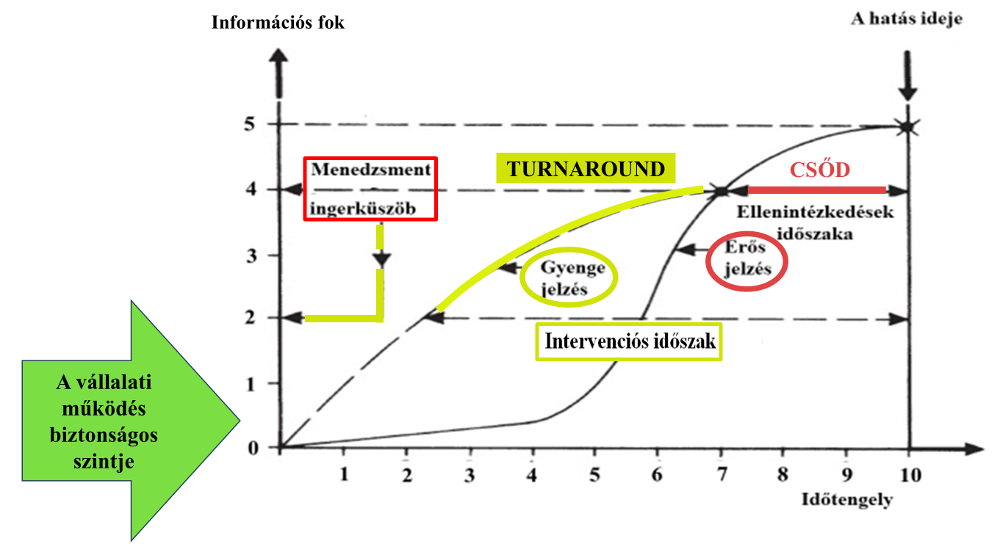 Információs fok
A hatás ideje
5
Menedzsment
ingerküszöb
TURNAROUND
CSŐD
4
Ellenintézkedések
időszaka
3
Erős
jelzés
Gyenge
jelzés
2
Intervenciós időszak
A vállalati
működés
biztonságos
szintje
1
0
1 2 3 4 5 6 7 8 9 10
Időtengely